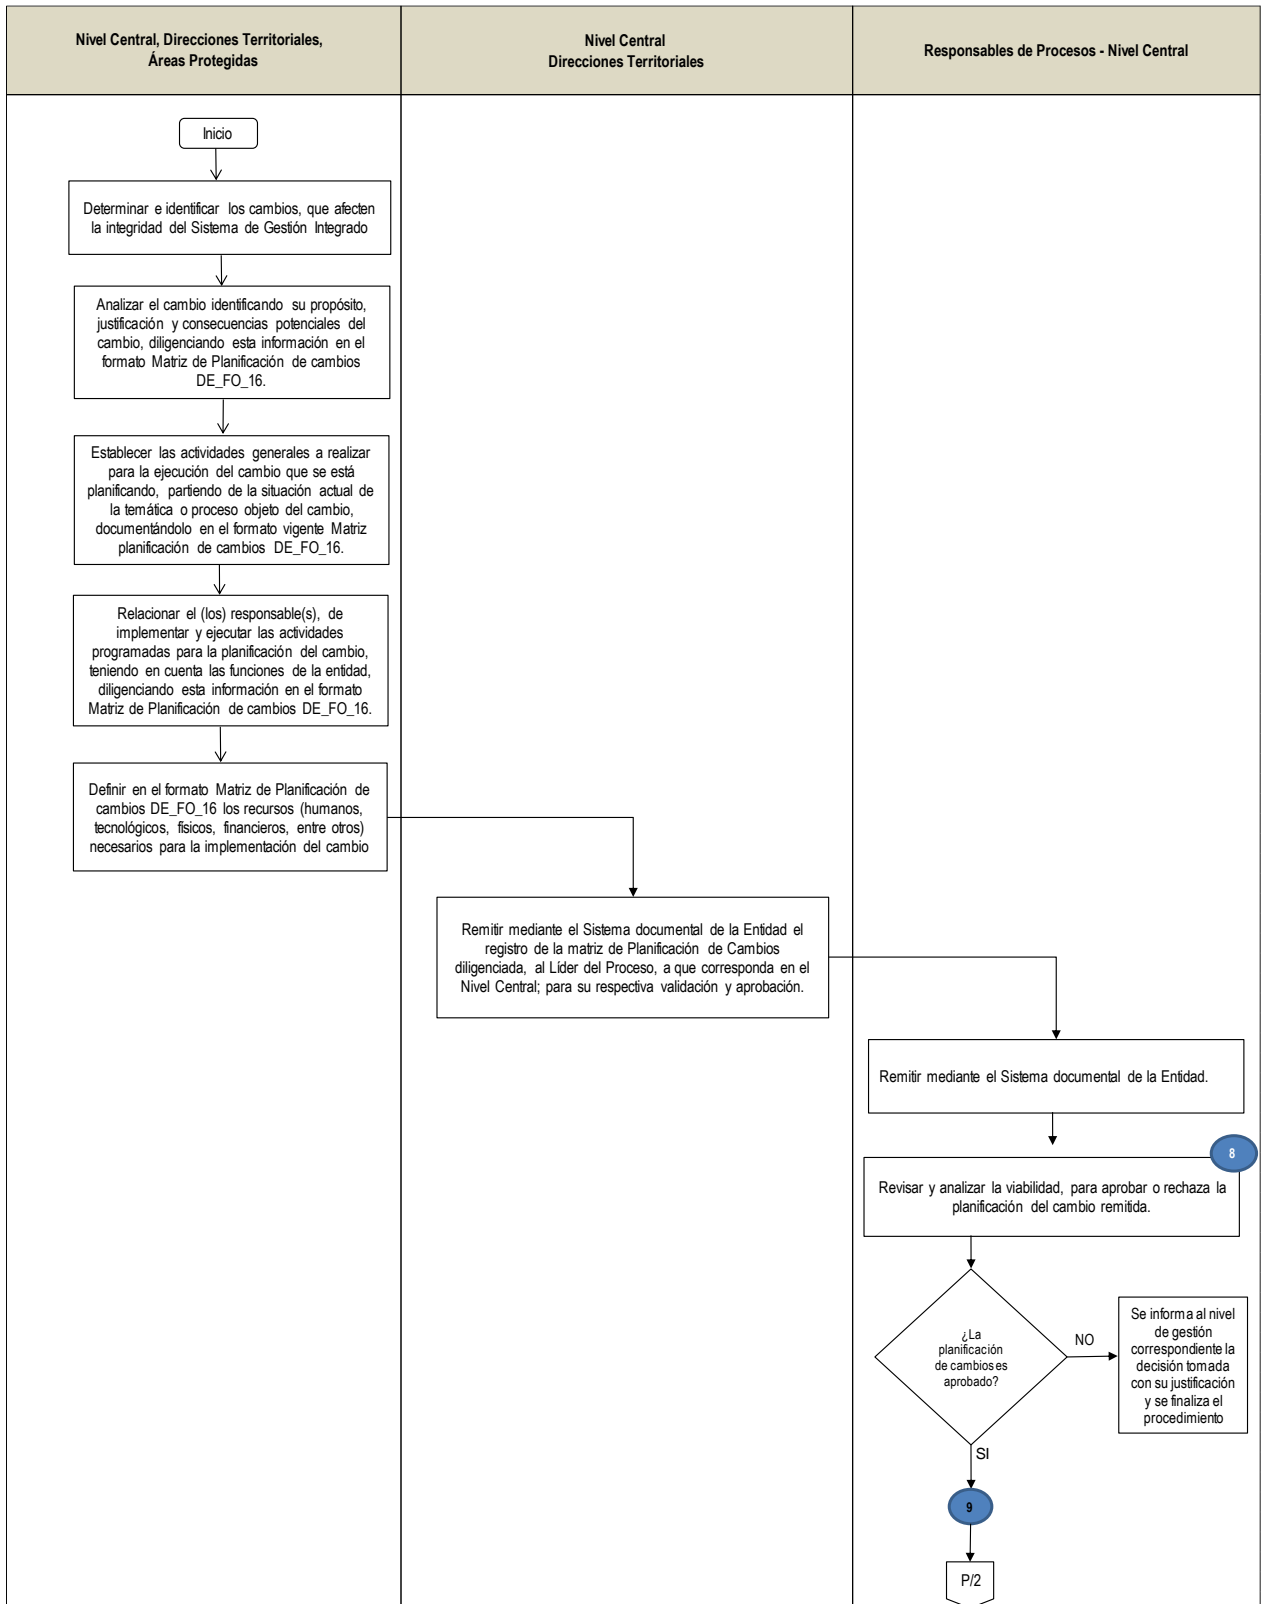 Nivel Central, Direcciones Territoriales,
Áreas Protegidas
Nivel Central
Direcciones Territoriales
Responsables de Procesos - Nivel Central
Inicio
Determinar e identificar los cambios, que afecten
la integridad del Sistema de Gestión Integrado
Analizar el cambio identificando su propósito,
justificación y consecuencias potenciales del
cambio, diligenciando esta información en el
formato Matriz de Planificación de cambios
DE_FO_16.
Establecer las actividades generales a realizar
para la ejecución del cambio que se está
planificando, partiendo de la situación actual de
la temática o proceso objeto del cambio,
documentándolo en el formato vigente Matriz
planificación de cambios DE_FO_16.
Relacionar el (los) responsable(s), de
implementar y ejecutar las actividades
programadas para la planificación del cambio,
teniendo en cuenta las funciones de la entidad,
diligenciando esta información en el formato
Matriz de Planificación de cambios DE_FO_16.
Definir en el formato Matriz de Planificación de
cambios DE_FO_16 los recursos (humanos,
tecnológicos, físicos, financieros, entre otros)
necesarios para la implementación del cambio
Remitir mediante el Sistema documental de la Entidad el
registro de la matriz de Planificación de Cambios
diligenciada, al Líder del Proceso, a que corresponda en el
Nivel Central; para su respectiva validación y aprobación.
Remitir mediante el Sistema documental de la Entidad.
8
Revisar y analizar la viabilidad, para aprobar o rechaza la
planificación del cambio remitida.
¿La
planificación
de cambios es
aprobado?
NO
Se informa al nivel
de gestión
correspondiente la
decisión tomada
con su justificación
y se finaliza el
procedimiento
SI
9
P/2